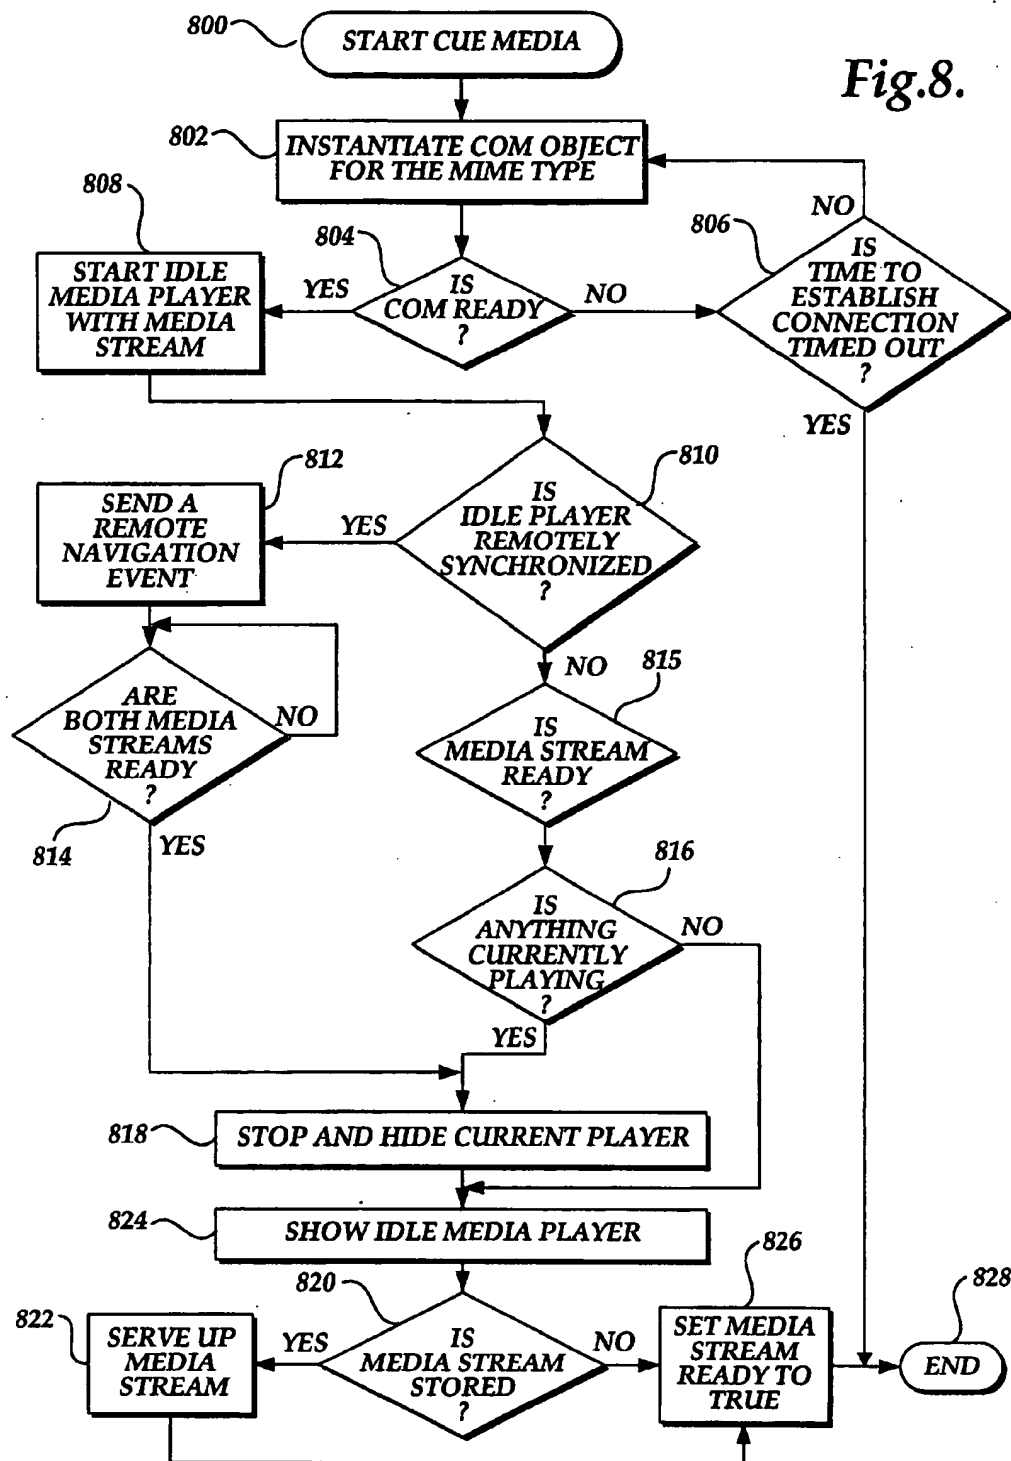 800
START CUE MEDIA
Fig.8.
802
INSTANTIATE COM OBJECT
FOR THE MIME TYPE
808
804
806
NO
START IDLE
MEDIA PLAYER
WITH MEDIA
STREAM
YES
IS
COM READY
?
NO
IS
TIME TO
ESTABLISH
CONNECTION
TIMED OUT
?
YES
812
810
SEND A
REMOTE
NAVIGATION
EVENT
YES
IS
IDLE PLAYER
REMOTELY
SYNCHRONIZED
?
NO
815
ARE
BOTH MEDIA
STREAMS
READY
?
NO
814
YES
IS
MEDIA STREAM
READY
?
816
IS
ANYTHING
CURRENTLY
PLAYING
?
NO
YES
818
STOP AND HIDE CURRENT PLAYER
824
SHOW IDLE MEDIA PLAYER
820
826
828
822
SERVE UP
MEDIA
STREAM
YES
IS
MEDIA STREAM
STORED
?
NO
SET MEDIA
STREAM
READY TO
TRUE
END